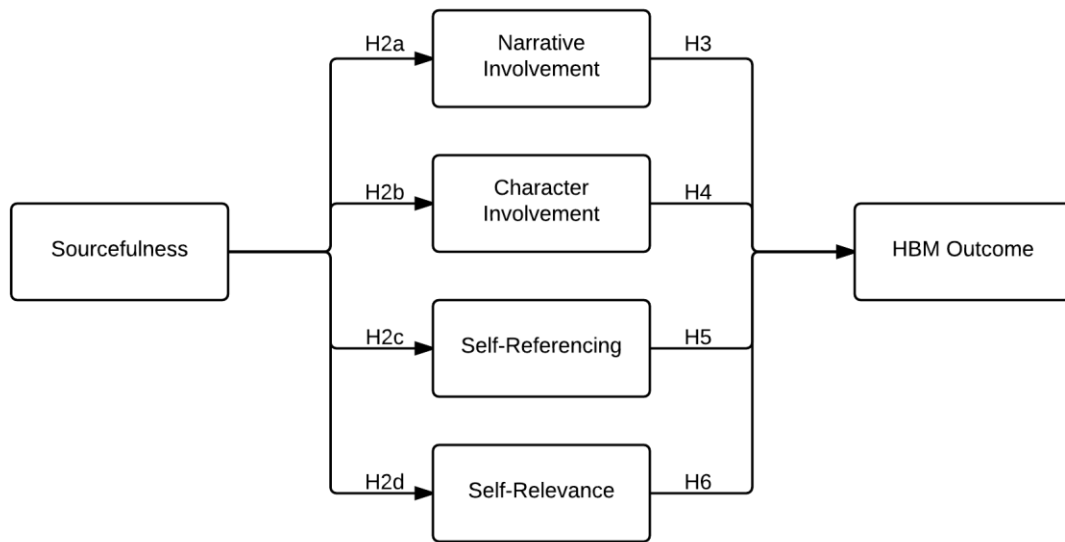 H2a
Narrative
Involvement
H3
H2b
Character
Involvement
H4
Sourcefulness
HBM Outcome
H2c
Self-Referencing
H5
H2d
Self-Relevance
H6